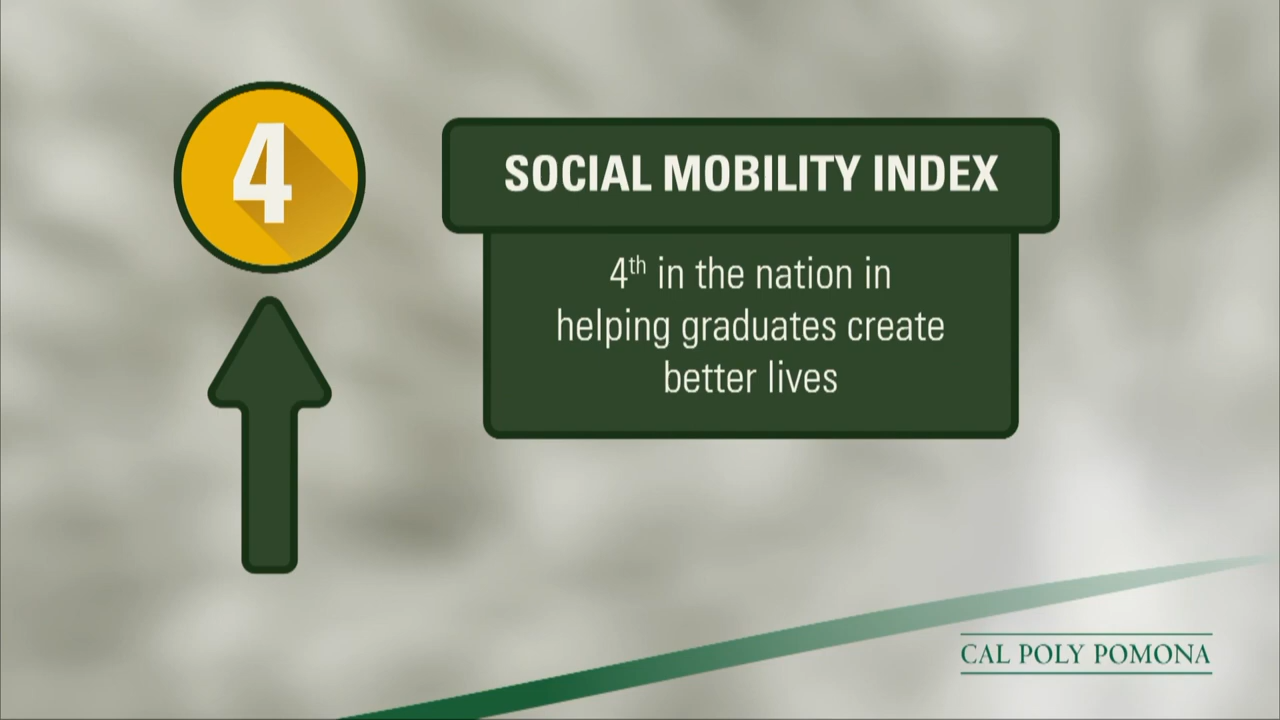 4
SOCIAL MOBILITY INDEX
4th in the nation in
helping graduates create
better lives
CAL POLY POMONA